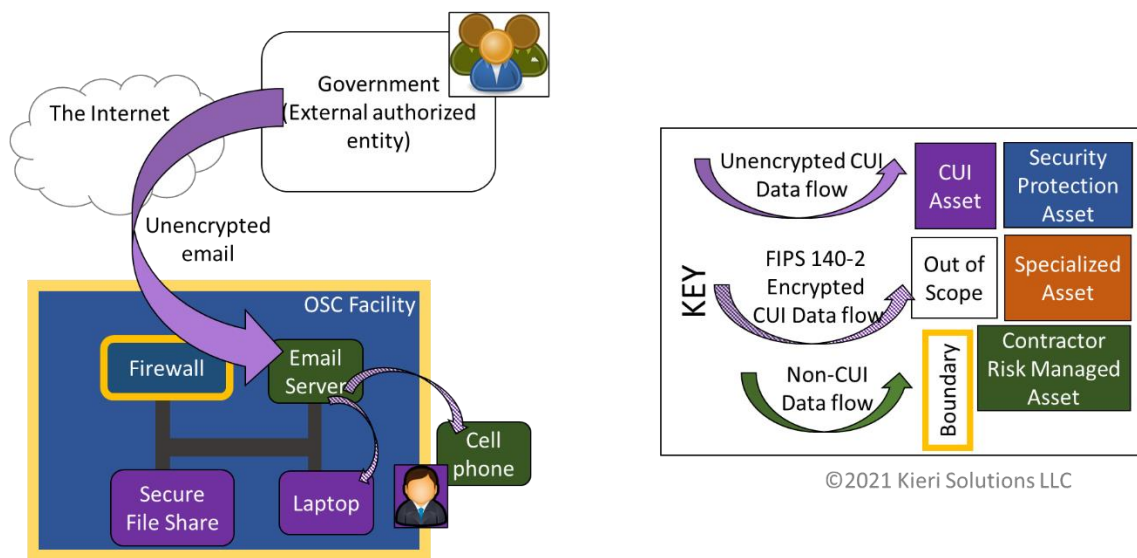 The Internet
Government
(External authorized
entity)
Unencrypted
email
OSC Facility
Firewall
Email
Server
Cell
phone
Secure
File Share
Laptop
KEY
Unencrypted CUI
Data flow
CUI
Asset
Security
Protection
Asset
FIPS 140-2
Encrypted
CUI Data flow
Out of
Scope
Specialized
Asset
Non-CUI
Data flow
Boundary
Contractor
Risk Managed
Asset
©2021 Kieri Solutions LLC